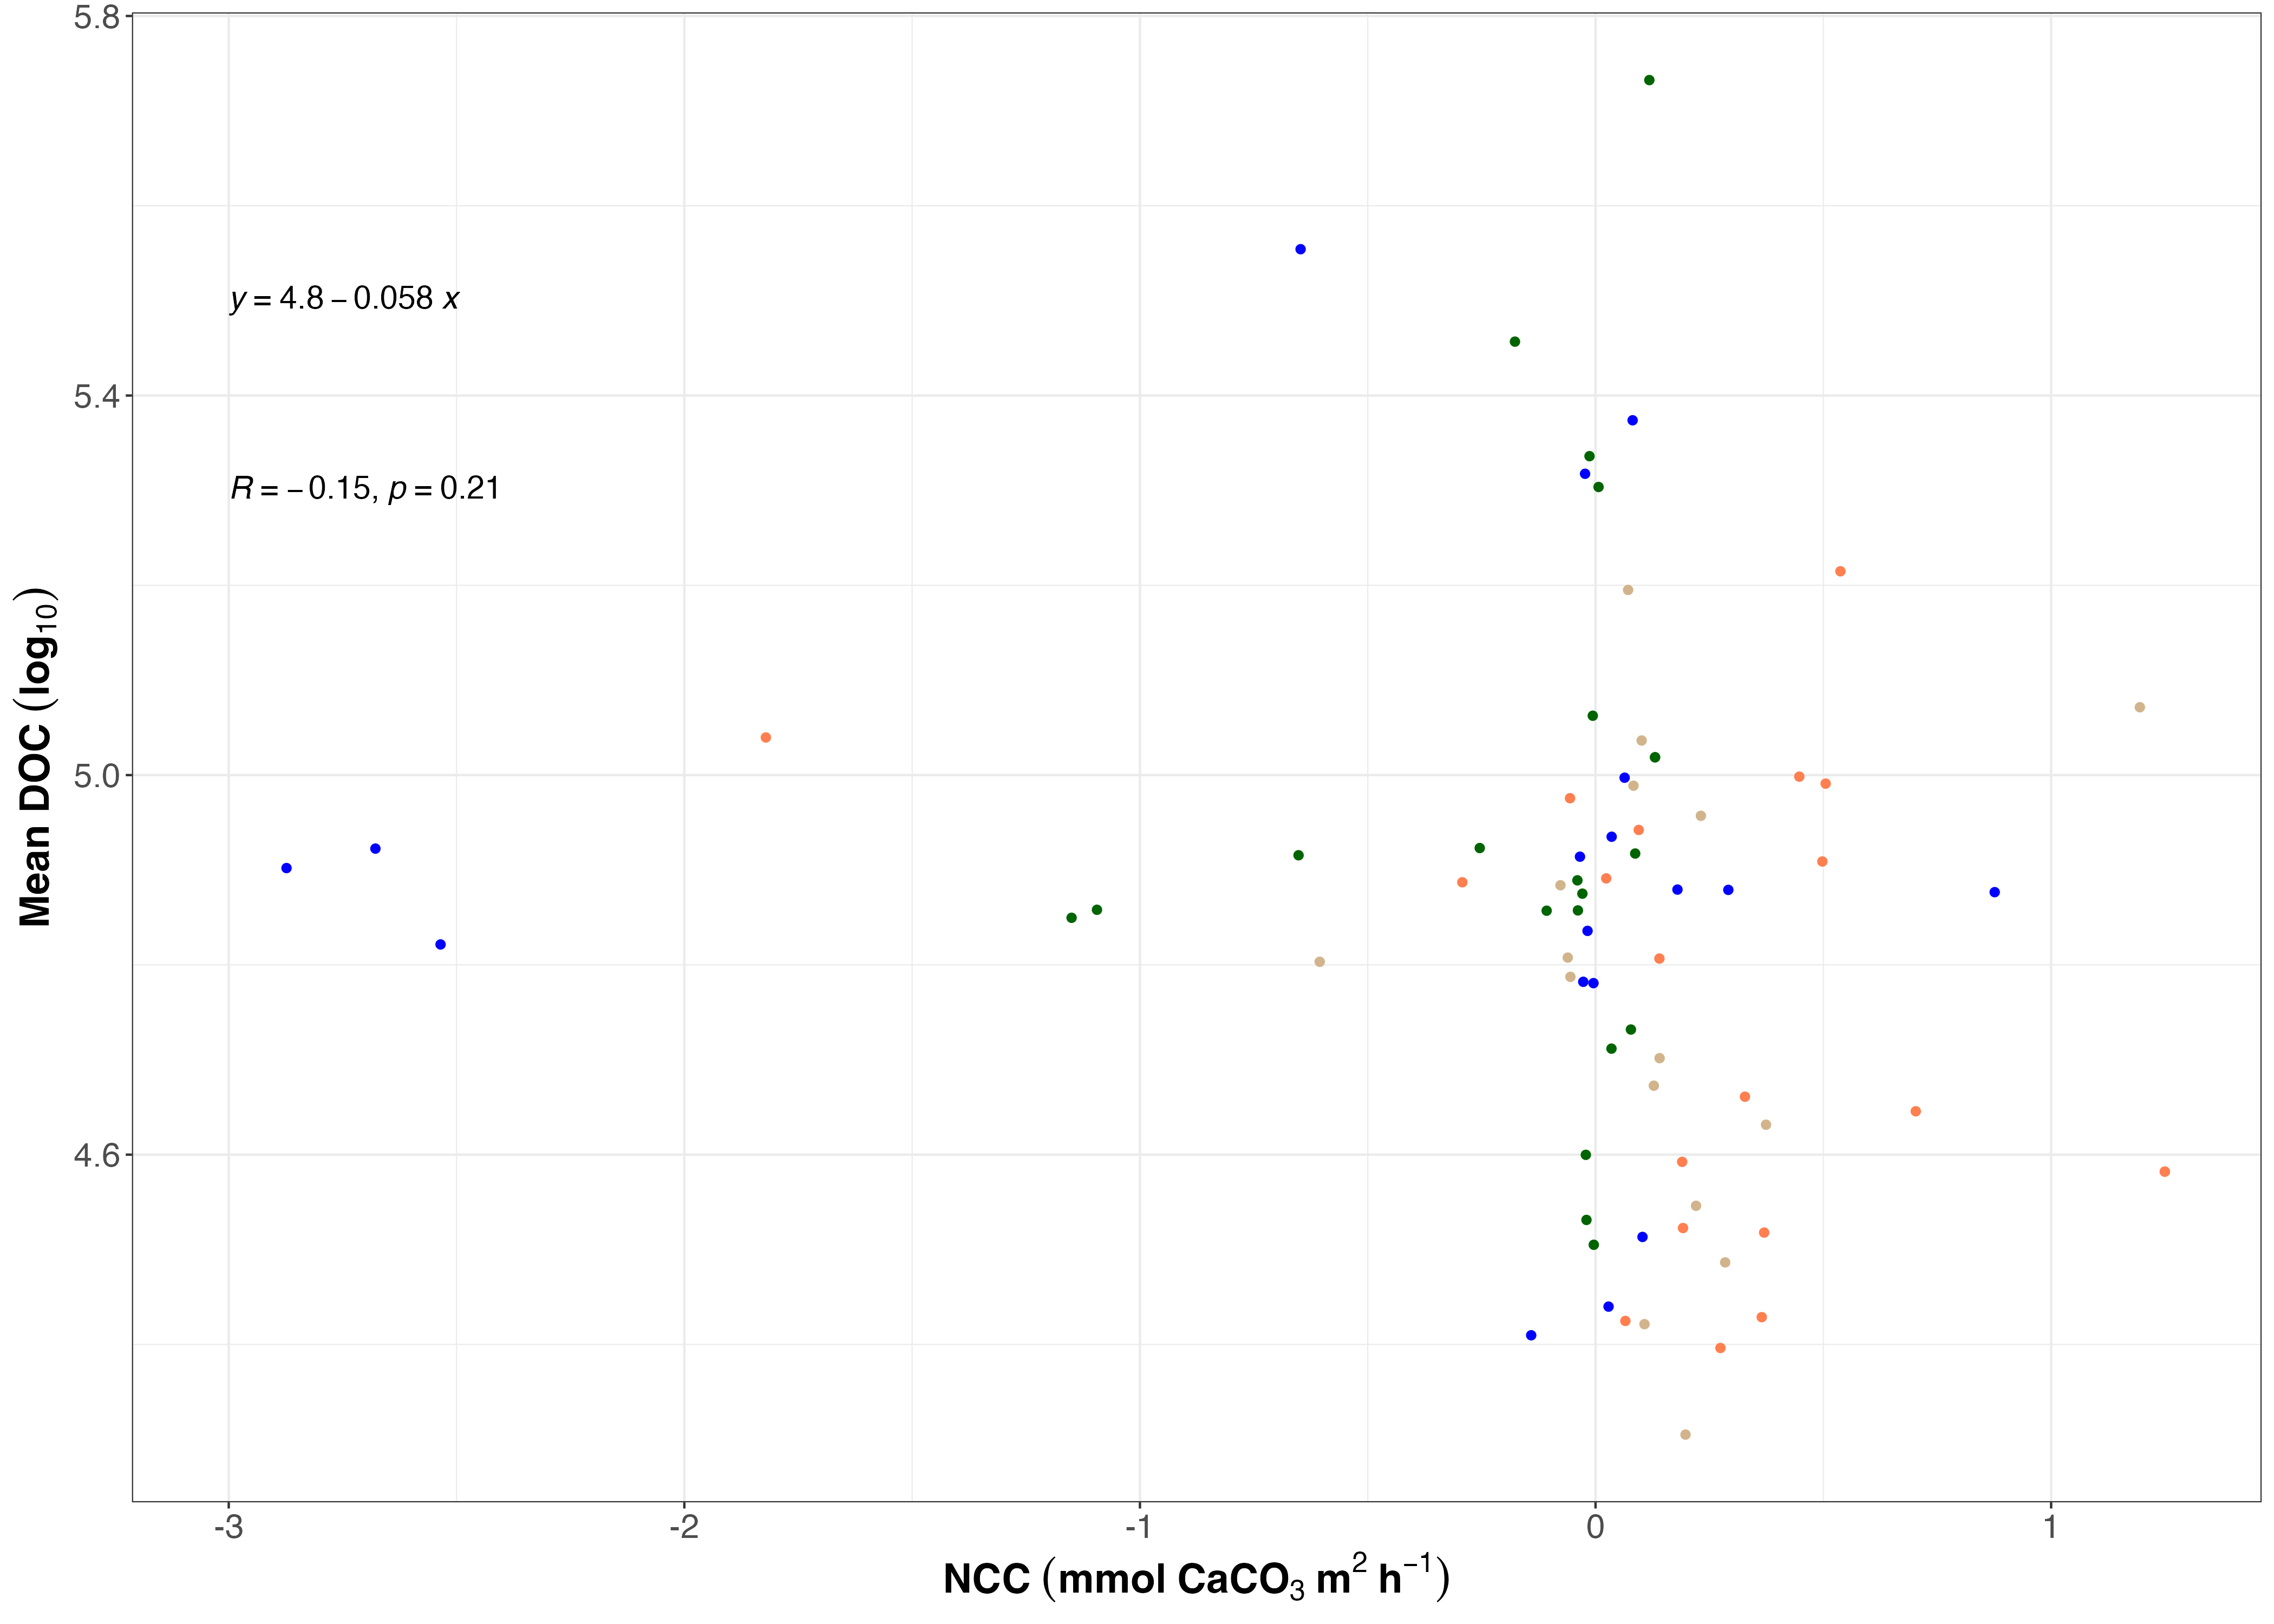 5.8
5.4
5.0
4.6
Mean DOC (log₁₀)
y = 4.8 − 0.058 x
R = −0.15, p = 0.21
-3
-2
-1
0
1
NCC (mmol CaCO₃ m² h⁻¹)